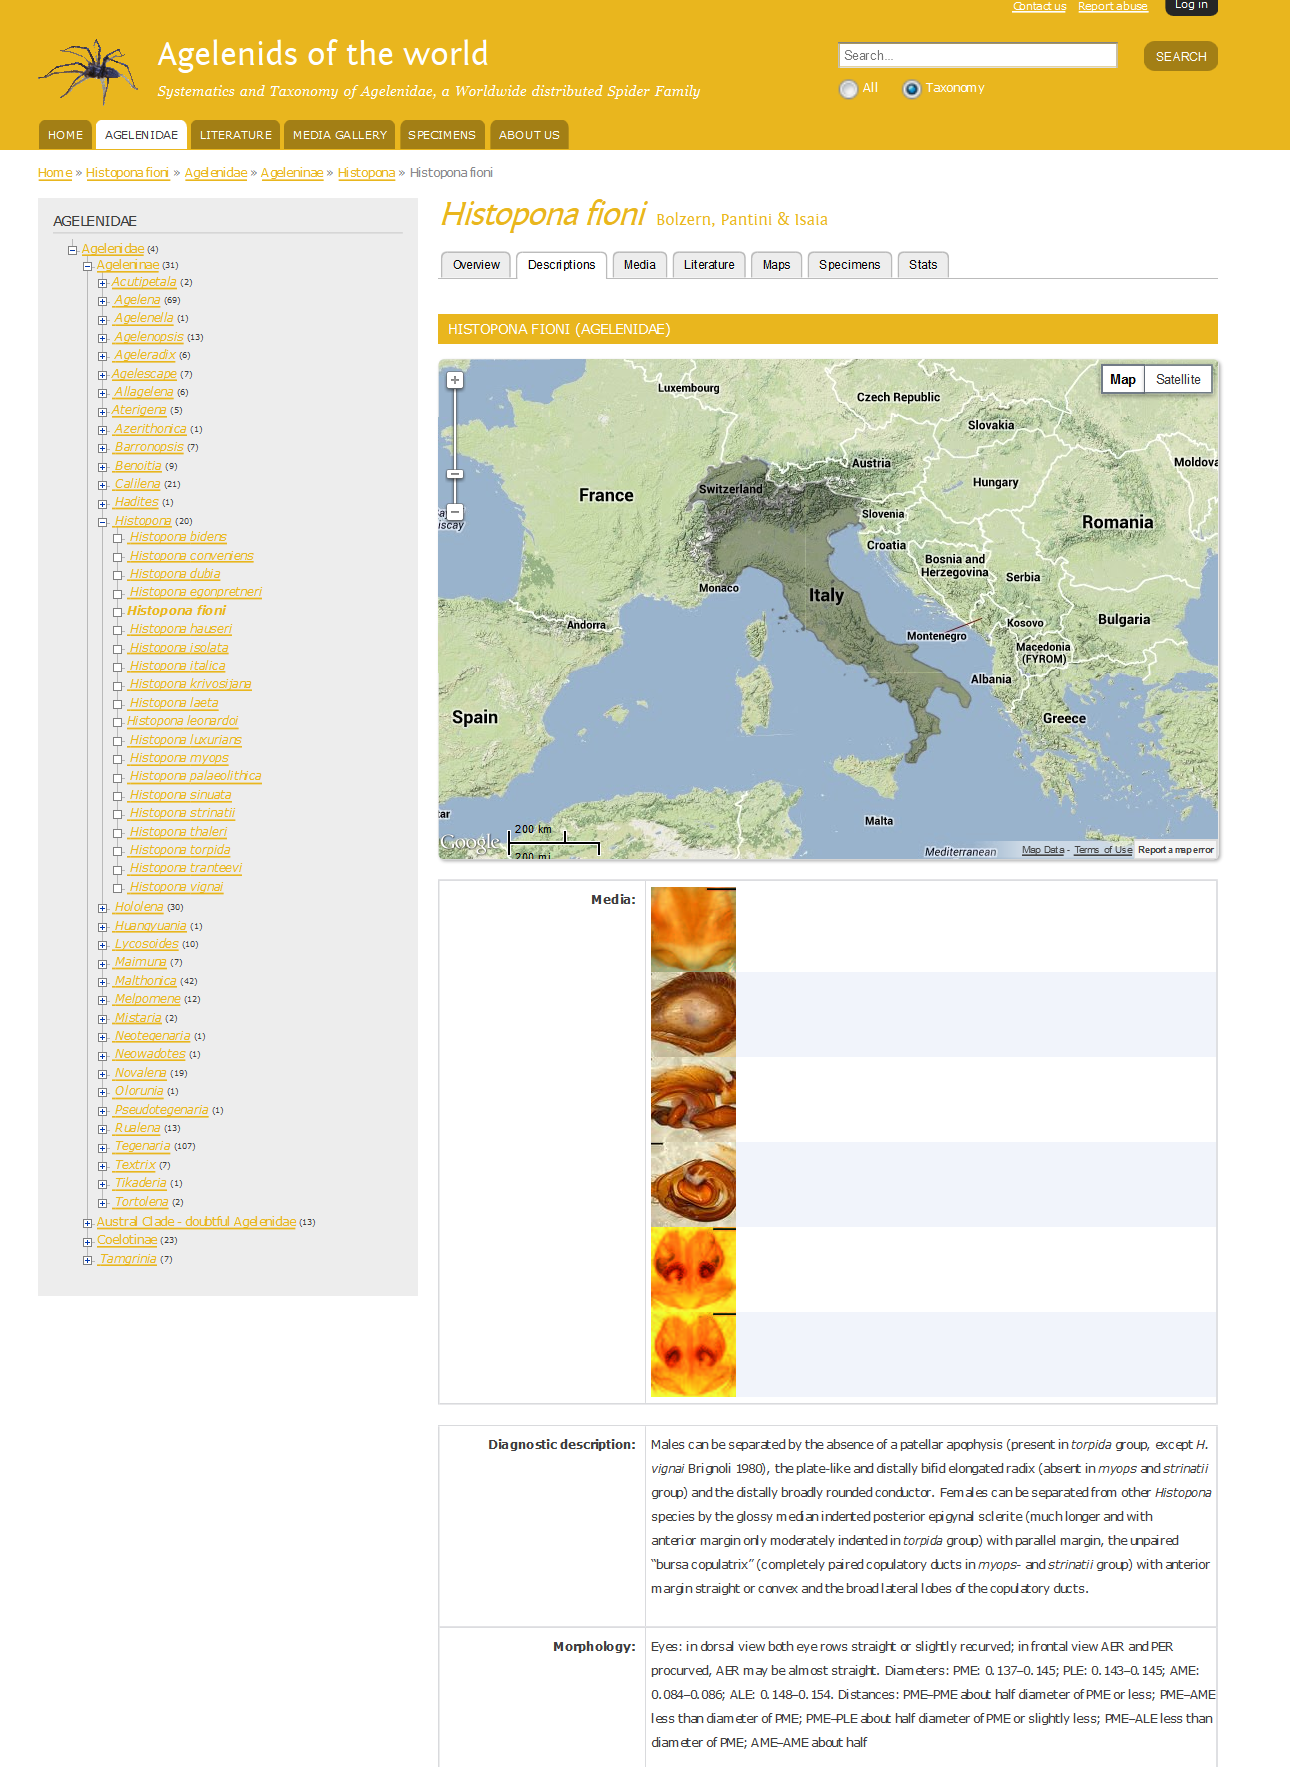 Contact us Report abuse Log in
Agelenids of the world
Search...
SEARCH
Systematics and Taxonomy of Agelenidae, a Worldwide distributed Spider Family
All Taxonomy
HOME AGELENIDAE LITERATURE MEDIA GALLERY SPECIMENS ABOUT US
Home » Histopona fioni » Agelenidae » Ageleninae » Histopona » Histopona fioni
AGELENIDAE
Agelenidae (4)
Ageleninae (31)
Acutipetala (2)
Agelena (69)
Agelenella (1)
Agelenopsis (13)
Ageleradix (6)
Agelescape (7)
Allagelena (6)
Aterigena (5)
Azerithonica (1)
Barronopsis (7)
Benoitia (9)
Calilena (21)
Hadites (1)
Histopona (20)
Histopona bidens
Histopona conveniens
Histopona dubia
Histopona egonpretneri
Histopona fioni
Histopona hauseri
Histopona isolata
Histopona italica
Histopona krivosijana
Histopona laeta
Histopona leonardoi
Histopona luxurians
Histopona myops
Histopona palaeolithica
Histopona sinuata
Histopona strinatii
Histopona thaleri
Histopona torpida
Histopona tranteevi
Histopona vignai
Hololena (30)
Huangyuania (1)
Lycosoides (10)
Maimuna (7)
Malthonica (42)
Melpomene (12)
Mistaria (2)
Neotegenaria (1)
Neowadotes (1)
Novalena (19)
Olorunia (1)
Pseudotegenaria (1)
Rualena (13)
Tegenaria (107)
Textrix (7)
Tikaderia (1)
Tortolena (2)
Austral Clade - doubtful Agelenidae (13)
Coelotinae (23)
Tamgrinia (7)
Histopona fioni Bolzern, Pantini & Isaia
Overview Descriptions Media Literature Maps Specimens Stats
HISTOPONA FIONI (AGELENIDAE)
Map Satellite
Luxembourg
Czech Republic
Slovakia
Austria
Moldova
Switzerland
Hungary
France
Slovenia
Romania
Croatia
Bosnia and
Herzegovina
Serbia
Monaco
Italy
Andorra
Kosovo
Bulgaria
Montenegro
Macedonia
(FYROM)
Albania
Spain
Greece
Malta
200 km
200 mi
Google
Mediterranean
Map Data - Terms of Use Report a map error
Media:
Diagnostic description:
Males can be separated by the absence of a patellar apophysis (present in torpida group, except H.
vignai Brignoli 1980), the plate-like and distally bifid elongated radix (absent in myops and strinatii
group) and the distally broadly rounded conductor. Females can be separated from other Histopona
species by the glossy median indented posterior epigynal sclerite (much longer and with
anterior margin only moderately indented in torpida group) with parallel margin, the unpaired
“bursa copulatrix” (completely paired copulatory ducts in myops- and strinatii group) with anterior
margin straight or convex and the broad lateral lobes of the copulatory ducts.
Morphology:
Eyes: in dorsal view both eye rows straight or slightly recurved; in frontal view AER and PER
procurved, AER may be almost straight. Diameters: PME: 0.137–0.145; PLE: 0.143–0.145; AME:
0.084–0.086; ALE: 0.148–0.154. Distances: PME–PME about half diameter of PME or less; PME–AME
less than diameter of PME; PME–PLE about half diameter of PME or slightly less; PME–ALE less than
diameter of PME; AME–AME about half